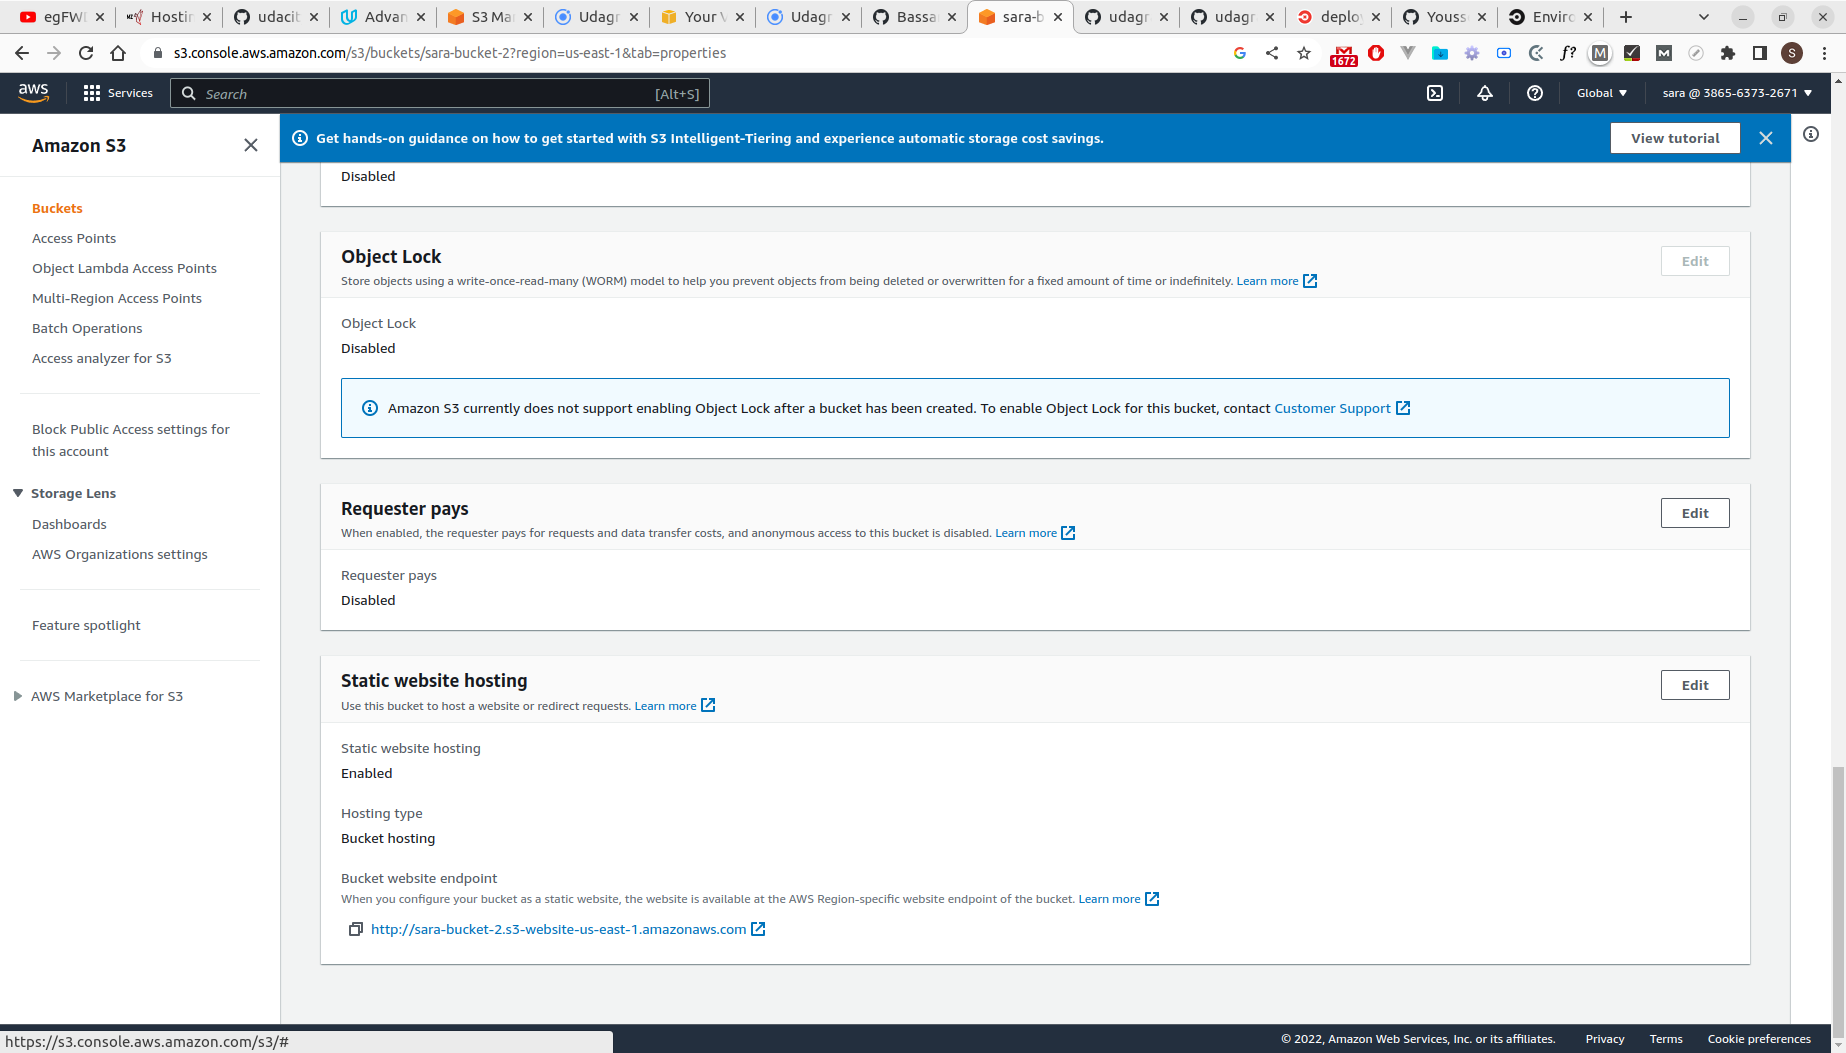 egFWL
Hostin
udacit
Advan
S3 Ma
Udagr
Your V
Udagr
Bassa
sara-b
udagr
udagr
deploy
Yousse
Enviro
s3.console.aws.amazon.com/s3/buckets/sara-bucket-2?region=us-east-1&tab=properties
1672
f?
M
M
S
aws
Services
Search
[Alt+S]
Global
sara @ 3865-6373-2671
Amazon S3
Get hands-on guidance on how to get started with S3 Intelligent-Tiering and experience automatic storage cost savings.
View tutorial
Buckets
Access Points
Object Lambda Access Points
Multi-Region Access Points
Batch Operations
Access analyzer for S3
Block Public Access settings for
this account
Storage Lens
Dashboards
AWS Organizations settings
Feature spotlight
AWS Marketplace for S3
Disabled
Object Lock
Edit
Store objects using a write-once-read-many (WORM) model to help you prevent objects from being deleted or overwritten for a fixed amount of time or indefinitely. Learn more
Object Lock
Disabled
Amazon S3 currently does not support enabling Object Lock after a bucket has been created. To enable Object Lock for this bucket, contact Customer Support
Requester pays
Edit
When enabled, the requester pays for requests and data transfer costs, and anonymous access to this bucket is disabled. Learn more
Requester pays
Disabled
Static website hosting
Edit
Use this bucket to host a website or redirect requests. Learn more
Static website hosting
Enabled
Hosting type
Bucket hosting
Bucket website endpoint
When you configure your bucket as a static website, the website is available at the AWS Region-specific website endpoint of the bucket. Learn more
http://sara-bucket-2.s3-website-us-east-1.amazonaws.com
https://s3.console.aws.amazon.com/s3/#
© 2022, Amazon Web Services, Inc. or its affiliates.
Privacy
Terms
Cookie preferences